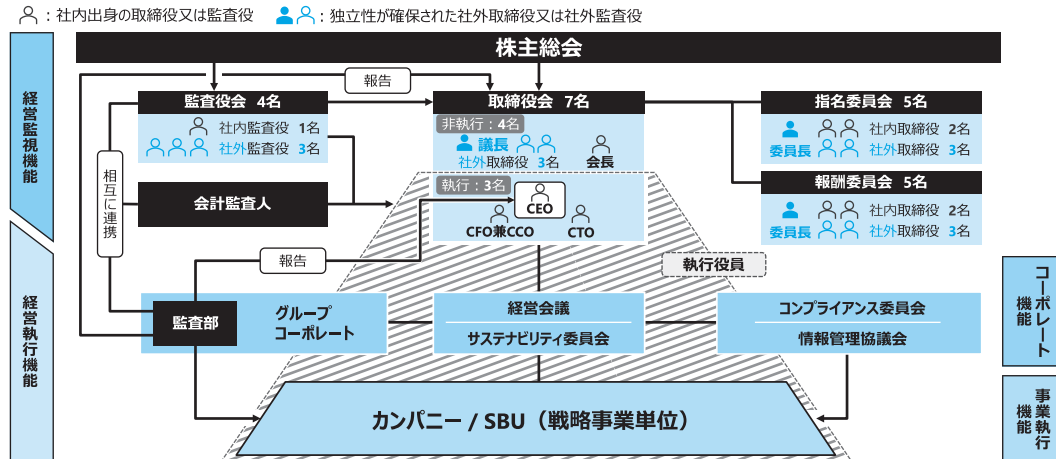 ：社内出身の取締役又は監査役
：独立性が確保された社外取締役又は社外監査役
経営監視機能
経営執行機能
株主総会
報告
監査役会 4名
社内監査役 1名
社外監査役 3名
取締役会 7名
非執行：4名
議長
社外取締役 3名
会長
執行：3名
CEO
CFO兼CCO
CTO
指名委員会 5名
社内取締役 2名
委員長
社外取締役 3名
報酬委員会 5名
社内取締役 2名
委員長
社外取締役 3名
相互に連携
会計監査人
報告
執行役員
監査部
グループ
コーポレート
経営会議
サステナビリティ委員会
コンプライアンス委員会
情報管理協議会
コーポレート
機能
カンパニー / SBU（戦略事業単位）
事業執行
機能